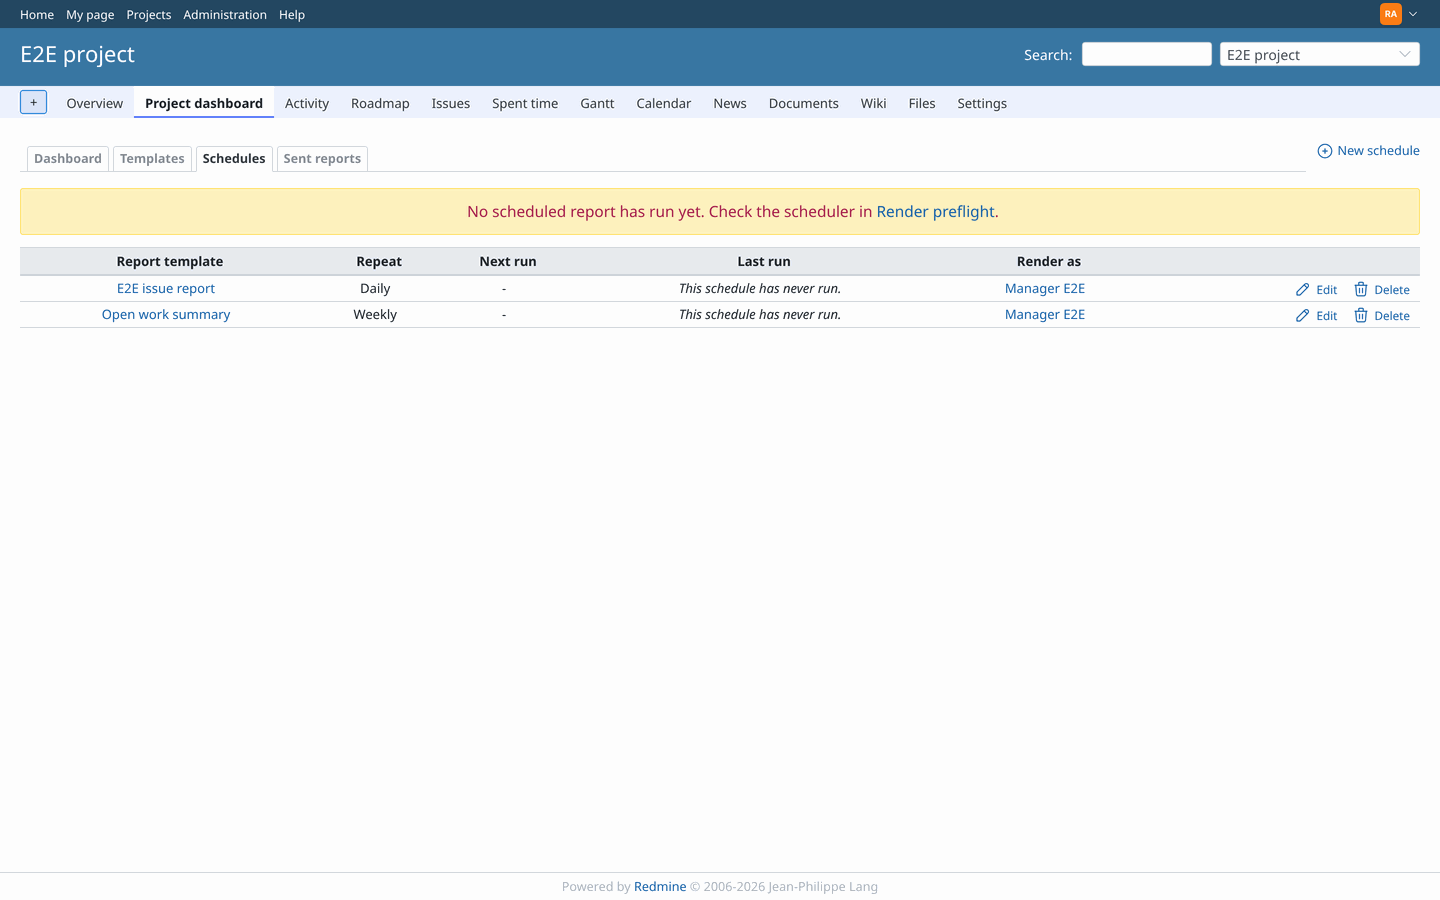 Home My page Projects Administration Help RA
E2E project Search: E2E project
+ Overview Project dashboard Activity Roadmap Issues Spent time Gantt Calendar News Documents Wiki Files Settings
Dashboard Templates Schedules Sent reports New schedule
No scheduled report has run yet. Check the scheduler in Render preflight.
Report template Repeat Next run Last run Render as
E2E issue report Daily - This schedule has never run. Manager E2E Edit Delete
Open work summary Weekly - This schedule has never run. Manager E2E Edit Delete
Powered by Redmine © 2006-2026 Jean-Philippe Lang